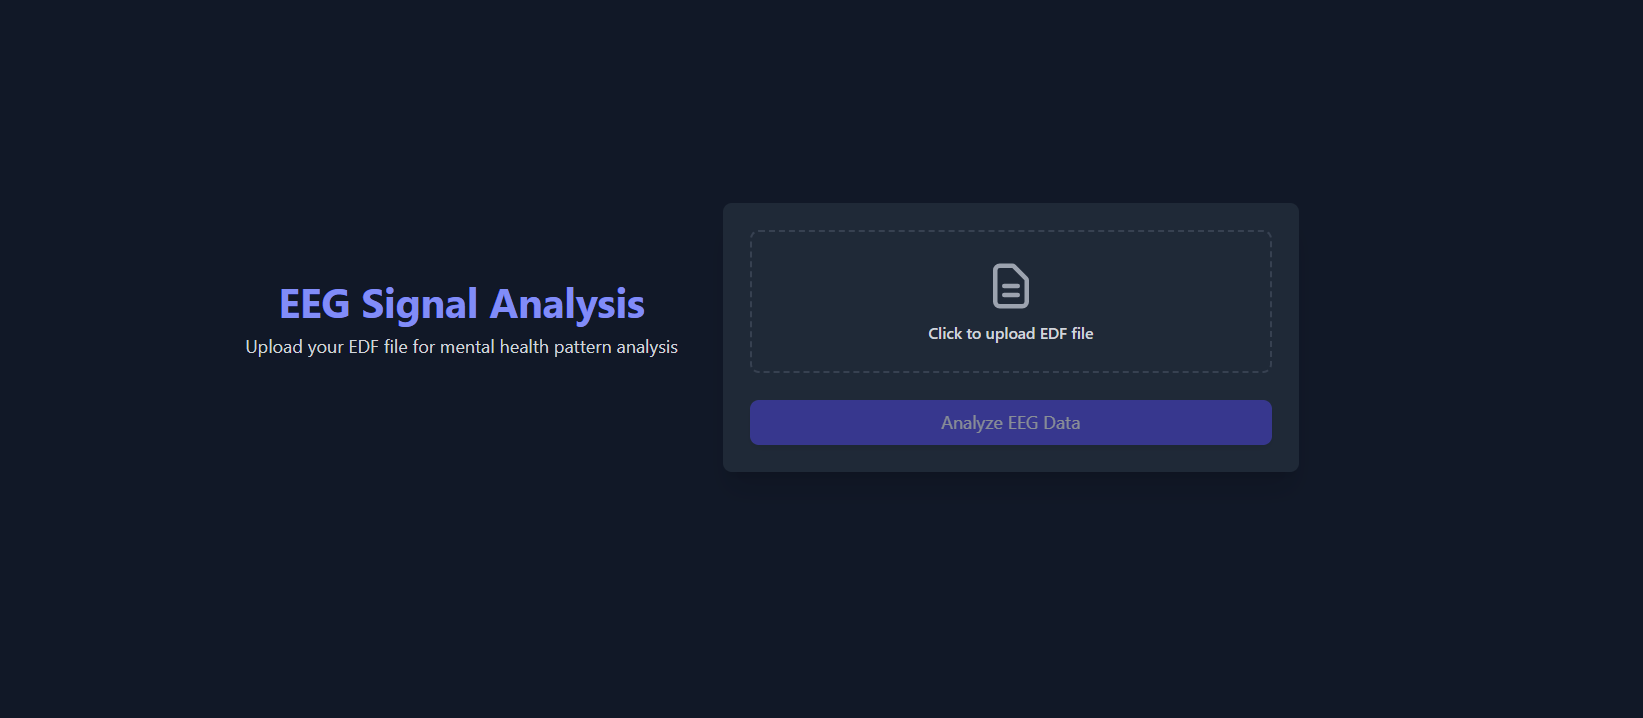 EEG Signal Analysis
Upload your EDF file for mental health pattern analysis
Click to upload EDF file
Analyze EEG Data